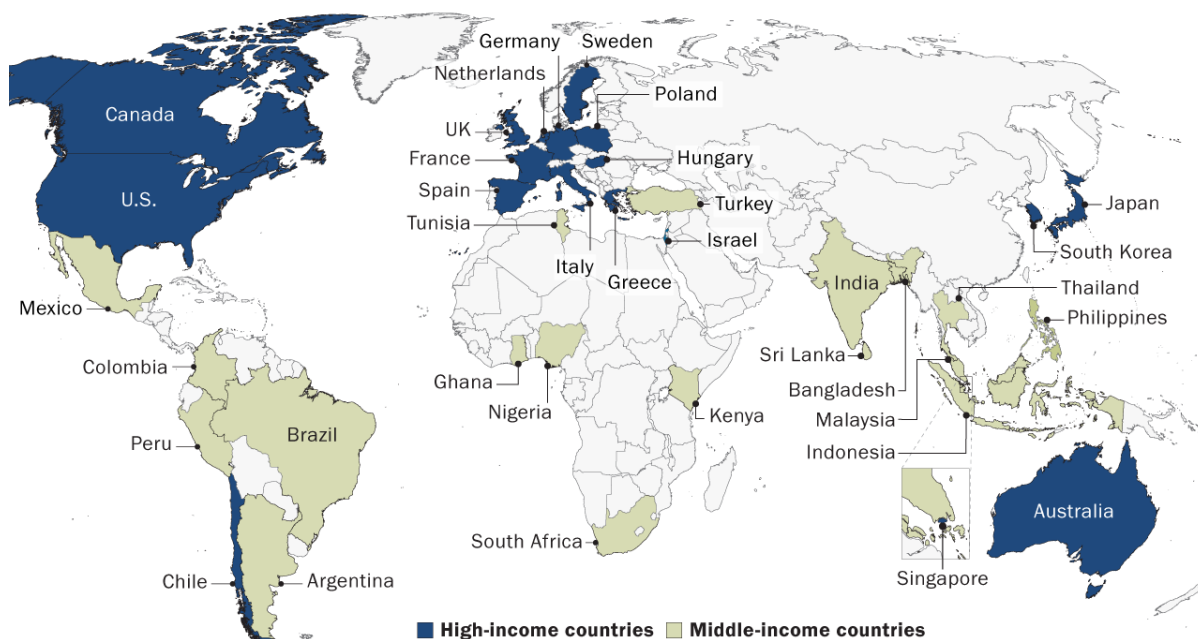 Germany
Sweden
Netherlands
Poland
Canada
UK
France
Hungary
Spain
U.S.
Turkey
Japan
Tunisia
Israel
South Korea
Italy
Greece
India
Thailand
Mexico
Philippines
Sri Lanka
Colombia
Ghana
Bangladesh
Nigeria
Kenya
Malaysia
Brazil
Peru
Indonesia
Australia
South Africa
Singapore
Chile
Argentina
High-income countries
Middle-income countries